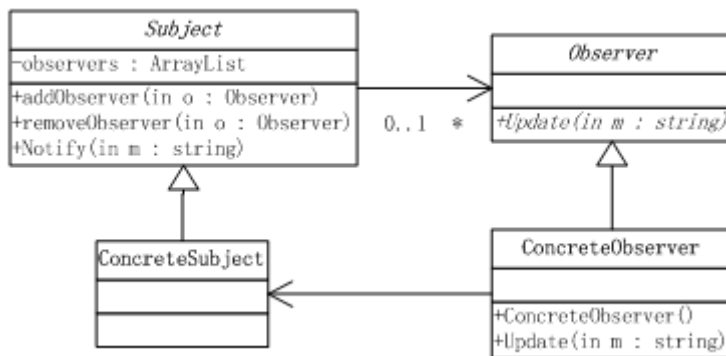 Subject
-observers : ArrayList
+addObserver(in o : Observer)
+removeObserver(in o : Observer)
+Notify(in m : string)
Observer
+Update(in m : string)
0..1 *
ConcreteSubject
ConcreteObserver
+ConcreteObserver()
+Update(in m : string)